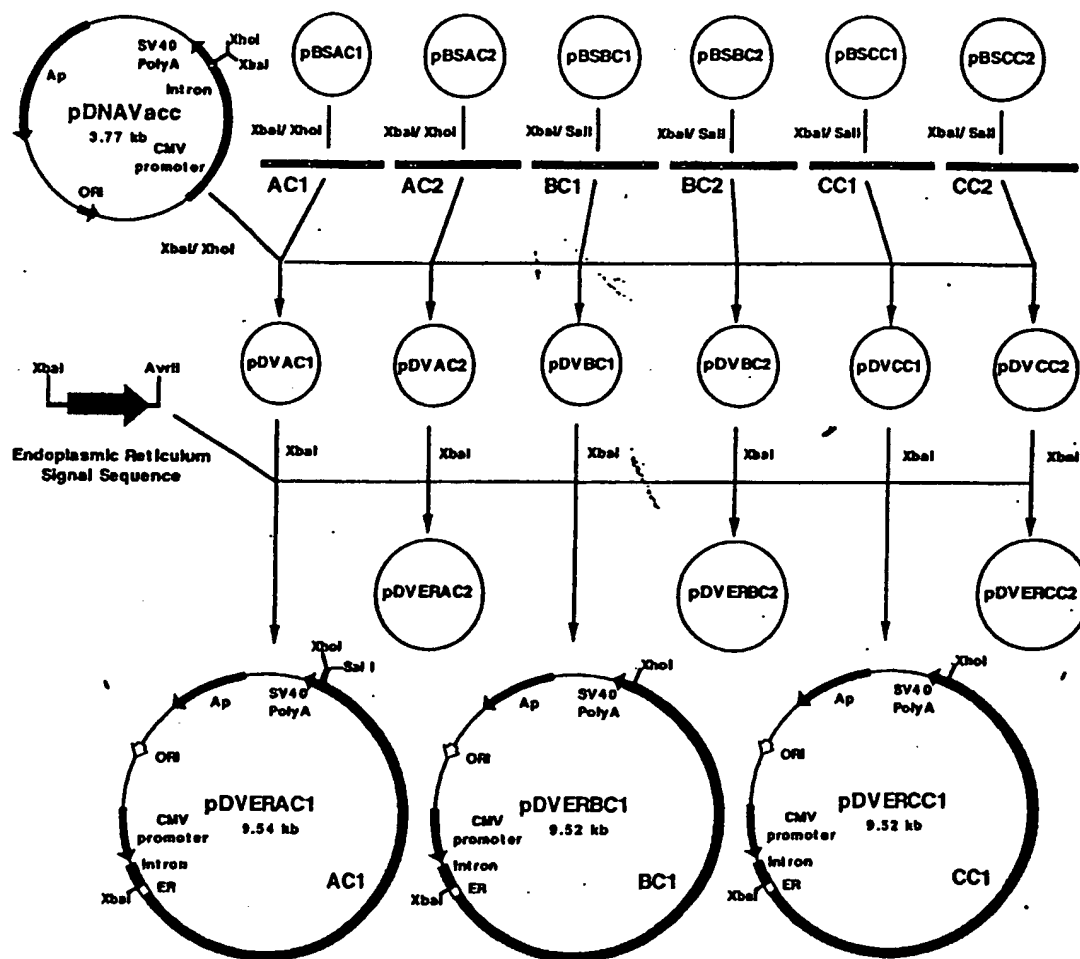 SV40
PolyA
XhoI
XbaI
Ap
Intron
pDNAVacc
3.77 kb
CMV
promoter
ORI
pBSAC1
pBSAC2
pBSBC1
pBSBC2
pBSCC1
pBSCC2
XbaI/ XhoI
XbaI/ XhoI
XbaI/ SalI
XbaI/ SalI
XbaI/ SalI
XbaI/ SalI
AC1
AC2
BC1
BC2
CC1
CC2
XbaI/ XhoI
pDVAC1
pDVAC2
pDVBC1
pDVBC2
pDVCC1
pDVCC2
XbaI
AvrII
Endoplasmic Reticulum
Signal Sequence
XbaI
XbaI
XbaI
XbaI
XbaI
XbaI
pDVERAC2
pDVERBC2
pDVERCC2
XhoI
Sal I
SV40
PolyA
Ap
ORI
pDVERAC1
9.54 kb
CMV
promoter
Intron
ER
XbaI
AC1
XhoI
SV40
PolyA
Ap
ORI
pDVERBC1
9.52 kb
CMV
promoter
Intron
ER
XbaI
BC1
XhoI
SV40
PolyA
Ap
ORI
pDVERCC1
9.52 kb
CMV
promoter
Intron
ER
XbaI
CC1